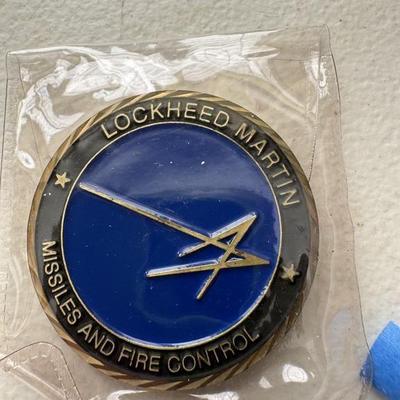 LOCKHEED MARTIN
MISSILES AND FIRE CONTROL